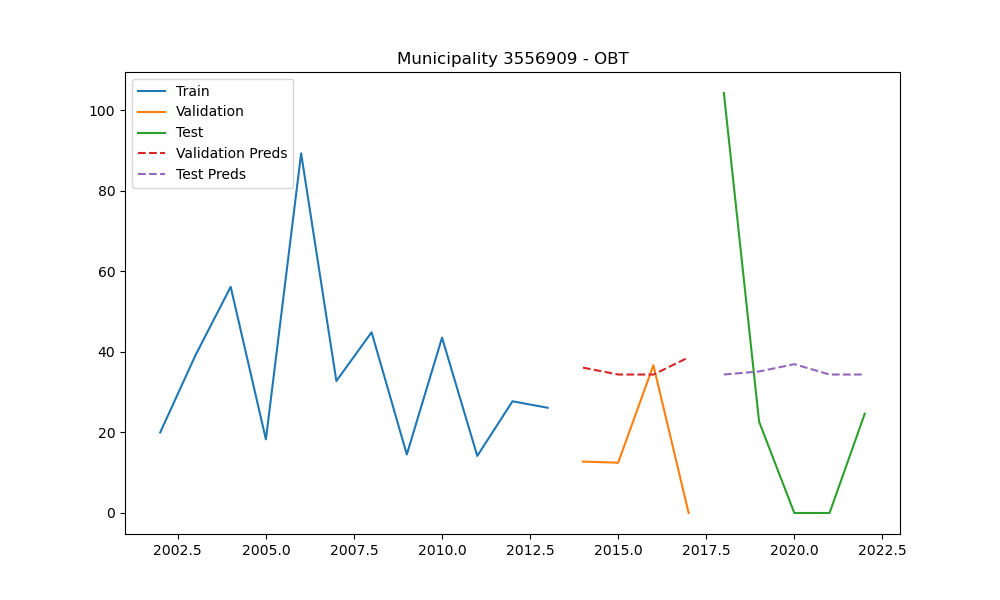 Municipality 3556909 - OBT
Train
Validation
Test
Validation Preds
Test Preds
100
80
60
40
20
0
2002.5 2005.0 2007.5 2010.0 2012.5 2015.0 2017.5 2020.0 2022.5